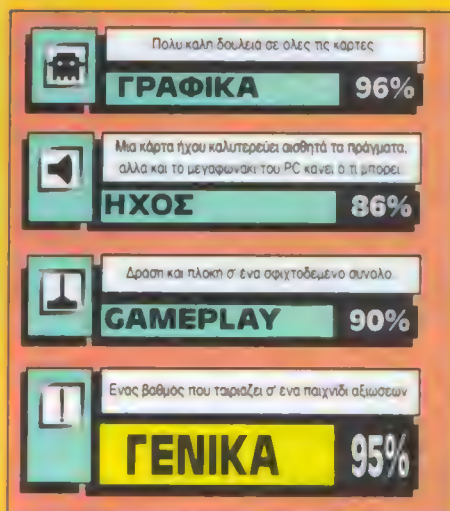 Πολυ καλη δουλεια σε ολες τις καρτες
ΓΡΑΦΙΚΑ 96%
Μια κάρτα ήχου καλυτερεύει αισθητά τα πράγματα,
αλλα και το μεγαφωνακι του PC κανει ό,τι μπορει
ΗΧΟΣ 86%
Δραση και πλοκη σ' ένα σφιχτοδεμένο συνολο
GAMEPLAY 90%
Ενας βαθμος που ταιριαζει σ' ενα παιχνιδι αξιωσεων
ΓΕΝΙΚΑ 95%